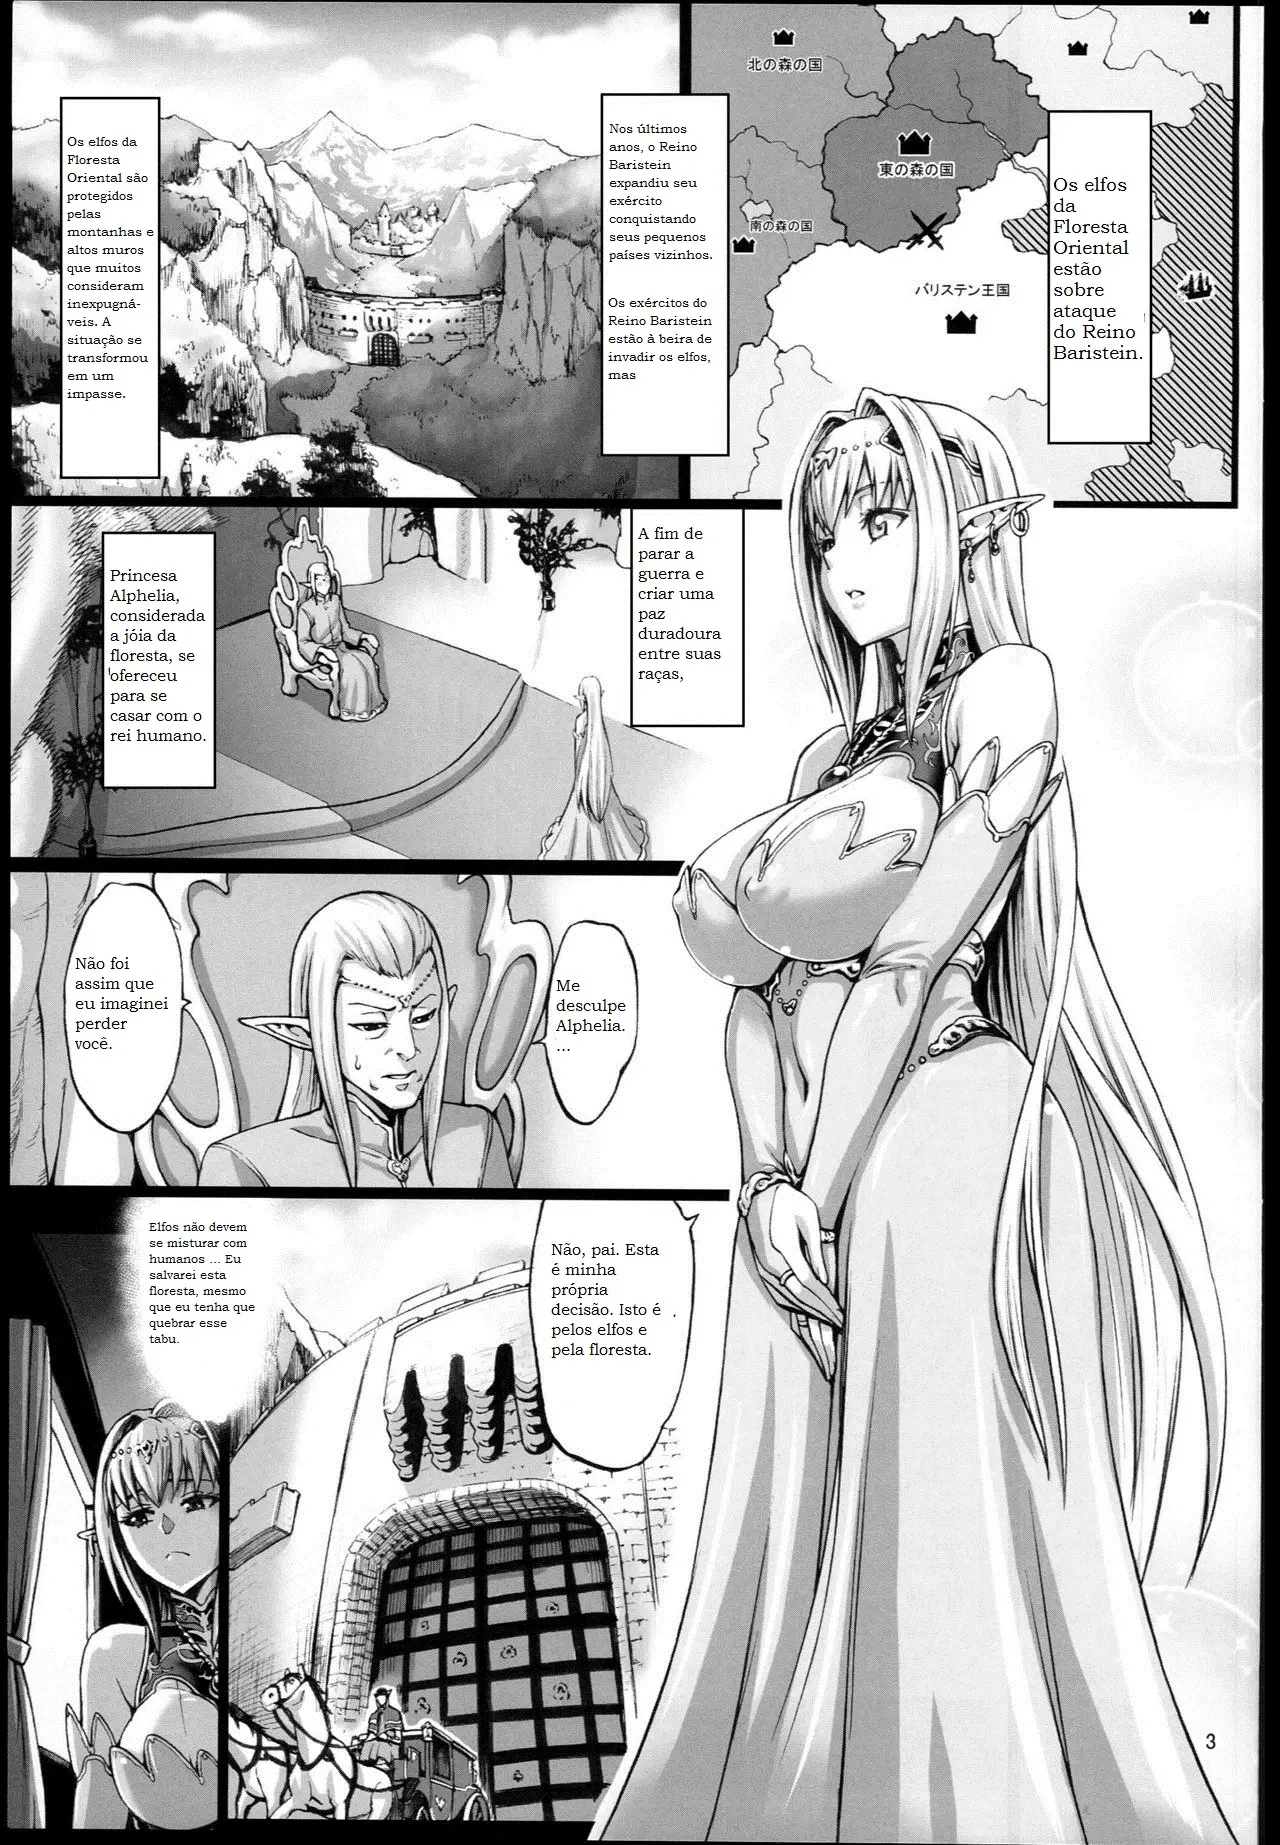 北の森の国
東の森の国
南の森の国
バリステン王国
Os elfos
da
Floresta
Oriental
estão
sobre
ataque
do Reino
Baristein.
Nos últimos
anos, o Reino
Baristein
expandiu seu
exército
conquistando
seus pequenos
países vizinhos.
Os exércitos do
Reino Baristein
estão à beira de
invadir os elfos,
mas
Os elfos da
Floresta
Oriental são
protegidos
pelas
montanhas e
altos muros
que muitos
consideram
inexpugná-
veis. A
situação se
transformou
em um
impasse.
A fim de
parar a
guerra e
criar uma
paz
duradoura
entre suas
raças,
Princesa
Alphelia,
considerada
a jóia da
floresta, se
ofereceu
para se
casar com o
rei humano.
Me
desculpe
Alphelia.
...
Não foi
assim que
eu imaginei
perder
você.
Não, pai. Esta
é minha
própria
decisão. Isto é
pelos elfos e
pela floresta.
Elfos não devem
se misturar com
humanos ... Eu
salvarei esta
floresta, mesmo
que eu tenha que
quebrar esse
tabu.
3